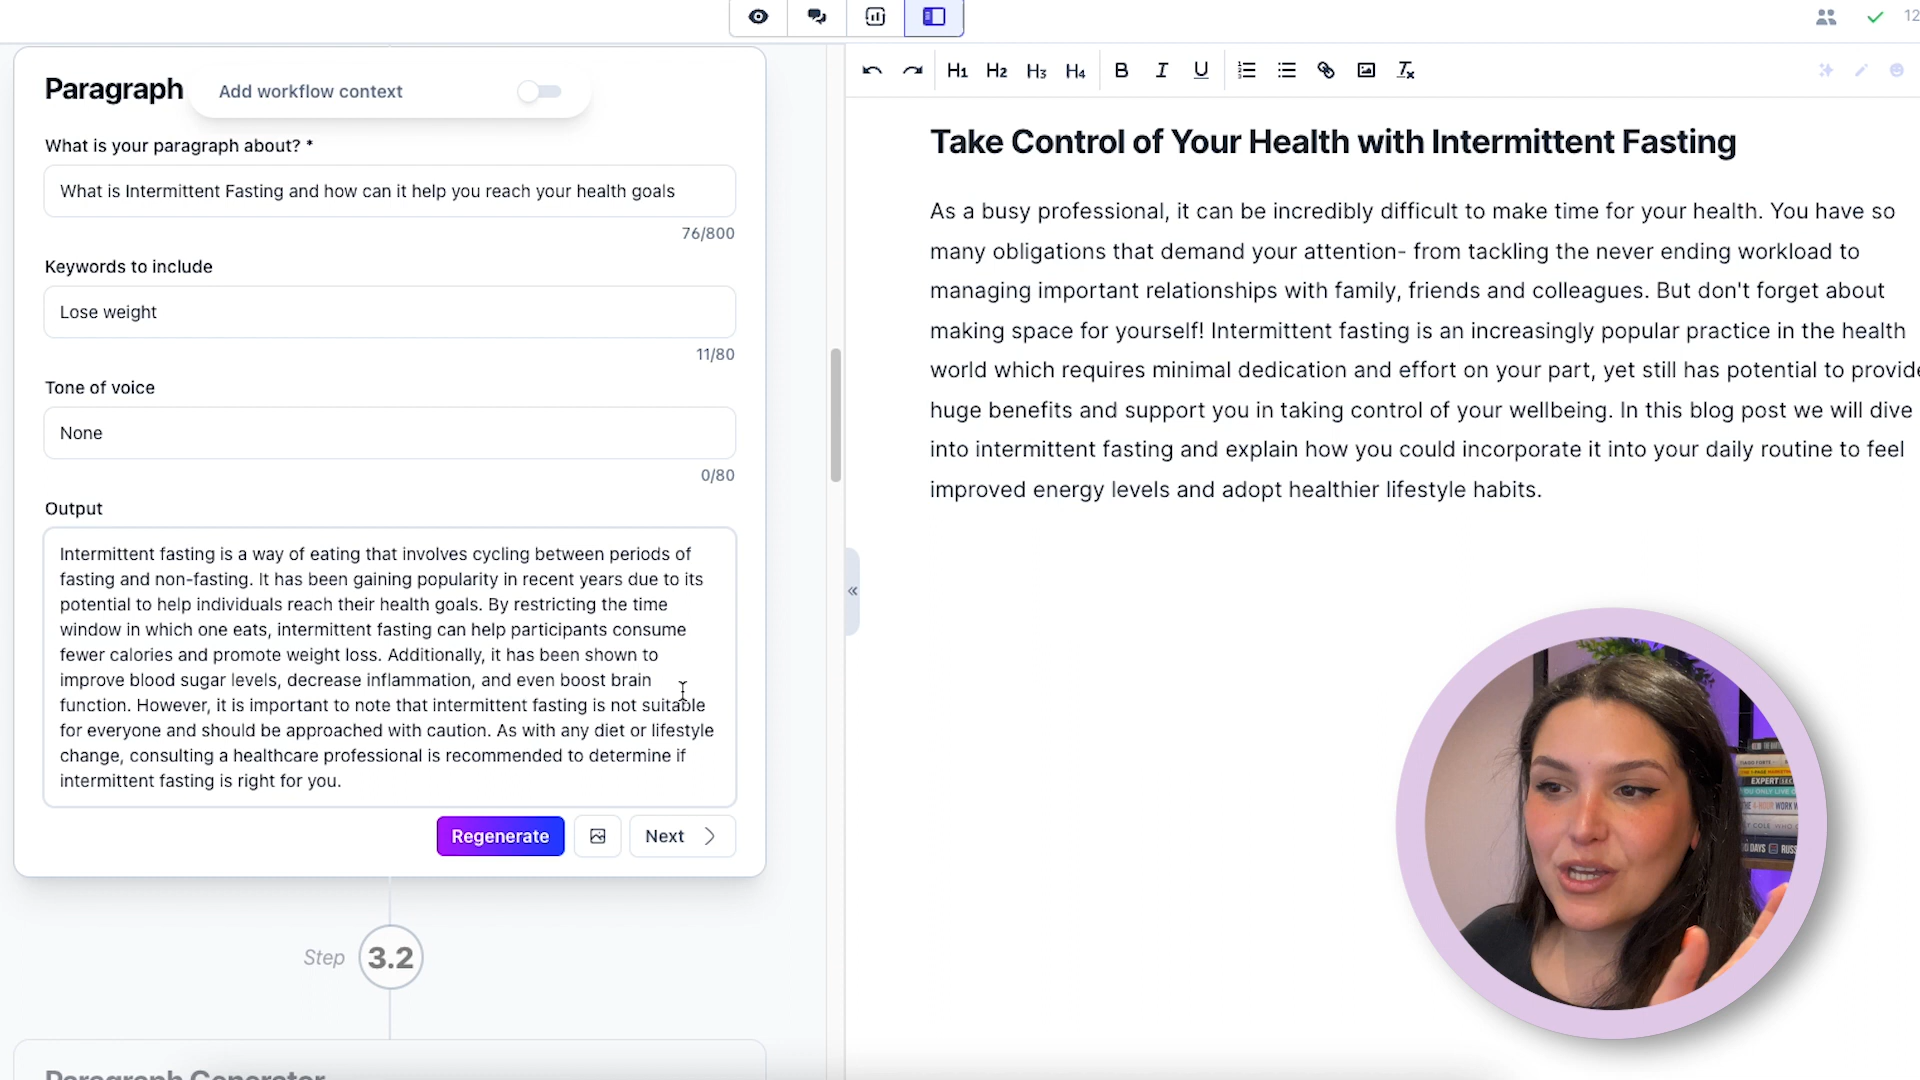 12
Paragraph
Add workflow context
What is your paragraph about? *
What is Intermittent Fasting and how can it help you reach your health goals
76/800
Keywords to include
Lose weight
11/80
Tone of voice
None
0/80
Output
Intermittent fasting is a way of eating that involves cycling between periods of
fasting and non-fasting. It has been gaining popularity in recent years due to its
potential to help individuals reach their health goals. By restricting the time
window in which one eats, intermittent fasting can help participants consume
fewer calories and promote weight loss. Additionally, it has been shown to
improve blood sugar levels, decrease inflammation, and even boost brain
function. However, it is important to note that intermittent fasting is not suitable
for everyone and should be approached with caution. As with any diet or lifestyle
change, consulting a healthcare professional is recommended to determine if
intermittent fasting is right for you.
Regenerate
Next
Step
3.2
Paragraph Generator
H1 H2 H3 H4 B I U
Take Control of Your Health with Intermittent Fasting
As a busy professional, it can be incredibly difficult to make time for your health. You have so
many obligations that demand your attention- from tackling the never ending workload to
managing important relationships with family, friends and colleagues. But don't forget about
making space for yourself! Intermittent fasting is an increasingly popular practice in the health
world which requires minimal dedication and effort on your part, yet still has potential to provide
huge benefits and support you in taking control of your wellbeing. In this blog post we will dive
into intermittent fasting and explain how you could incorporate it into your daily routine to feel
improved energy levels and adopt healthier lifestyle habits.
EXPERT
YOU ONLY LIVE
WORK
COLE WHO
DAYS RUSS